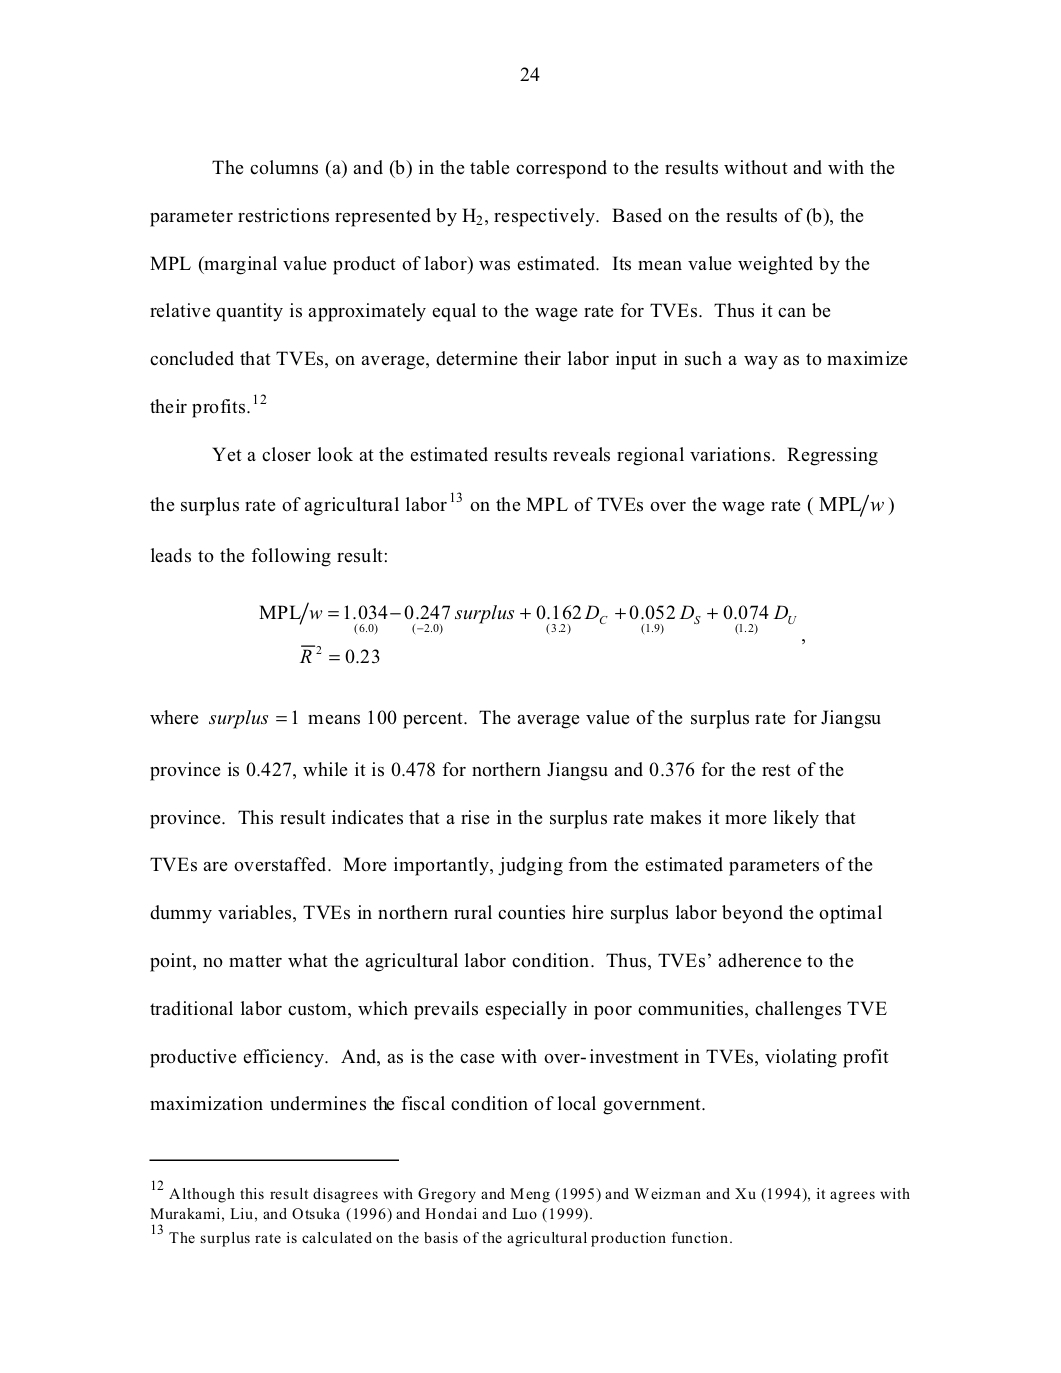 24
The columns (a) and (b) in the table correspond to the results without and with the
parameter restrictions represented by H₂, respectively. Based on the results of (b), the
MPL (marginal value product of labor) was estimated. Its mean value weighted by the
relative quantity is approximately equal to the wage rate for TVEs. Thus it can be
concluded that TVEs, on average, determine their labor input in such a way as to maximize
their profits.¹²
Yet a closer look at the estimated results reveals regional variations. Regressing
the surplus rate of agricultural labor¹³ on the MPL of TVEs over the wage rate ( MPL/w )
leads to the following result:
MPL/w = 1.034 − 0.247 surplus + 0.162 D_C + 0.052 D_S + 0.074 D_U
(6.0) (−2.0) (3.2) (1.9) (1.2)
,
R̅² = 0.23
where surplus = 1 means 100 percent. The average value of the surplus rate for Jiangsu
province is 0.427, while it is 0.478 for northern Jiangsu and 0.376 for the rest of the
province. This result indicates that a rise in the surplus rate makes it more likely that
TVEs are overstaffed. More importantly, judging from the estimated parameters of the
dummy variables, TVEs in northern rural counties hire surplus labor beyond the optimal
point, no matter what the agricultural labor condition. Thus, TVEs’ adherence to the
traditional labor custom, which prevails especially in poor communities, challenges TVE
productive efficiency. And, as is the case with over-investment in TVEs, violating profit
maximization undermines the fiscal condition of local government.
¹² Although this result disagrees with Gregory and Meng (1995) and Weizman and Xu (1994), it agrees with
Murakami, Liu, and Otsuka (1996) and Hondai and Luo (1999).
¹³ The surplus rate is calculated on the basis of the agricultural production function.